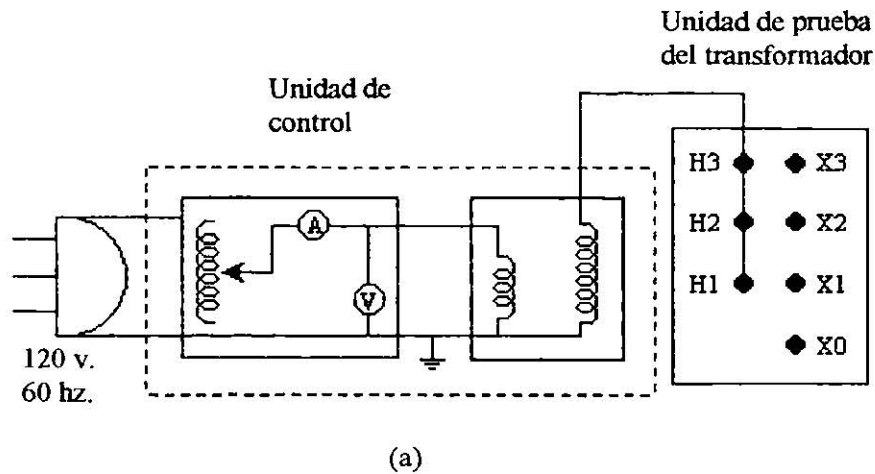 Unidad de prueba
del transformador
Unidad de
control
H3
X3
A
H2
X2
V
H1
X1
X0
120 v.
60 hz.
(a)